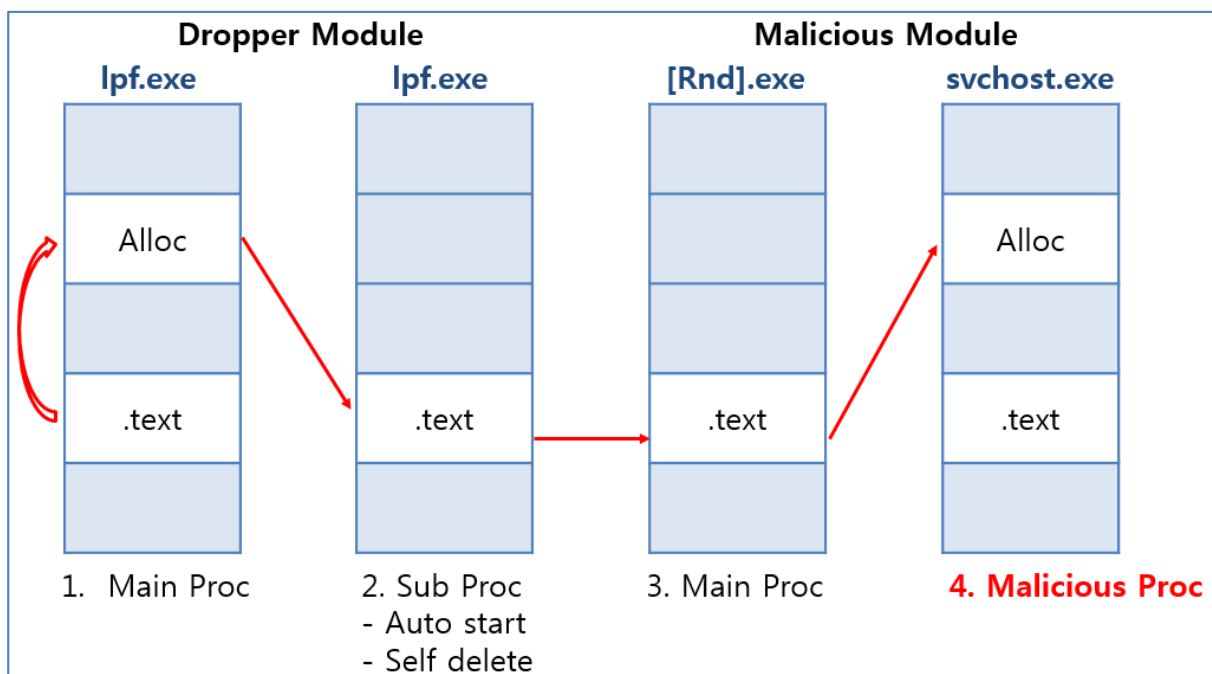 Dropper Module
Malicious Module
lpf.exe
lpf.exe
[Rnd].exe
svchost.exe
Alloc
Alloc
.text
.text
.text
.text
1. Main Proc
2. Sub Proc
- Auto start
- Self delete
3. Main Proc
4. Malicious Proc